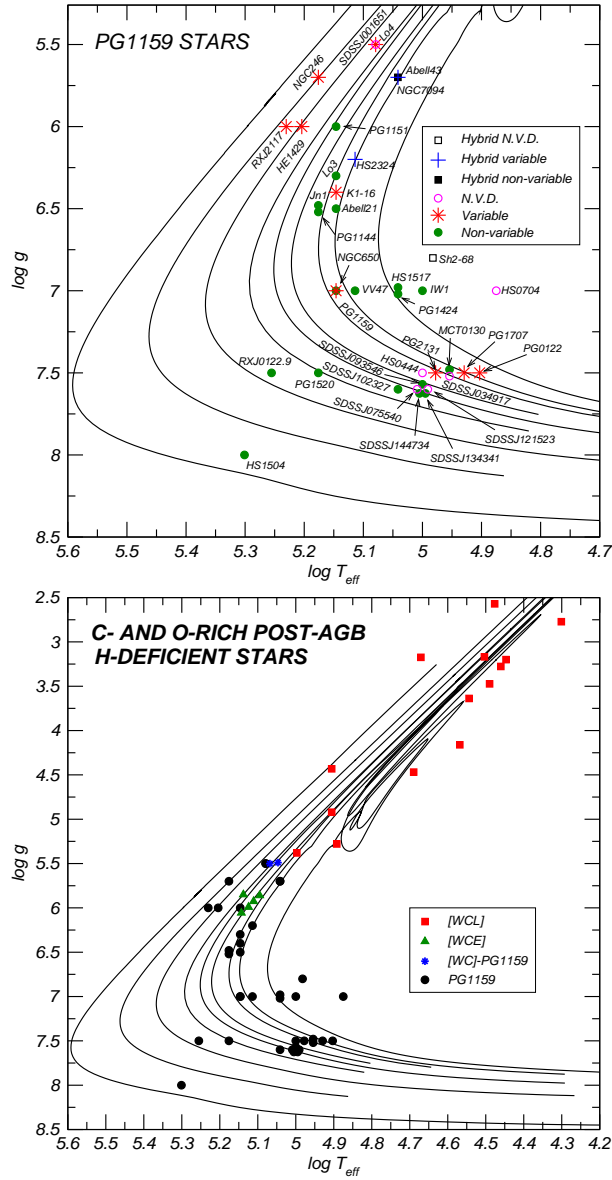 PG1159 STARS
5.5
6
6.5
7
7.5
8
8.5
log g
5.6 5.5 5.4 5.3 5.2 5.1 5 4.9 4.8 4.7
log T_eff
SDSSJ001651
Lo4
NGC246
Abell43
NGC7094
RXJ2117
HE1429
PG1151
HS2324
Lo3
K1-16
Jn1
Abell21
PG1144
NGC650
Sh2-68
VV47
HS1517
IW1
HS0704
PG1159
PG1424
MCT0130
PG1707
PG2131
PG0122
RXJ0122.9
HS0444
SDSSJ093546
SDSSJ034917
PG1520
SDSSJ102327
SDSSJ075540
SDSSJ121523
SDSSJ144734
SDSSJ134341
HS1504
Hybrid N.V.D.
Hybrid variable
Hybrid non-variable
N.V.D.
Variable
Non-variable
C- AND O-RICH POST-AGB
H-DEFICIENT STARS
2.5
3
3.5
4
4.5
5
5.5
6
6.5
7
7.5
8
8.5
log g
[WCL]
[WCE]
[WC]-PG1159
PG1159
5.6 5.5 5.4 5.3 5.2 5.1 5 4.9 4.8 4.7 4.6 4.5 4.4 4.3 4.2
log T_eff